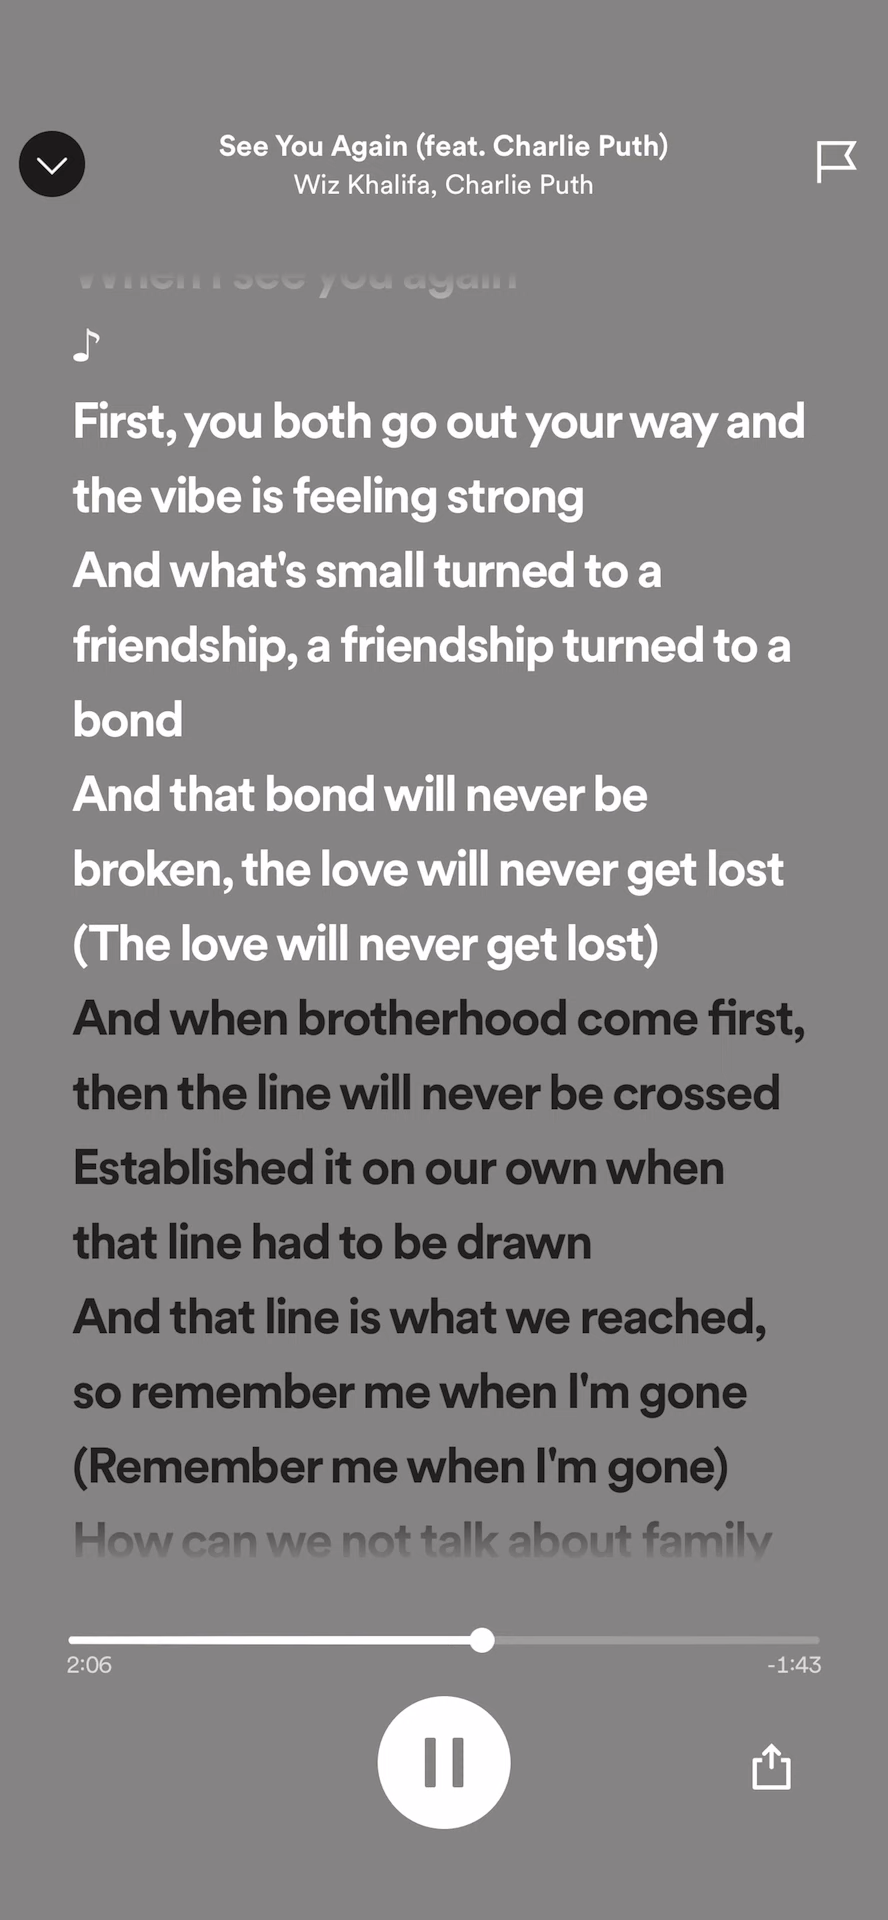 See You Again (feat. Charlie Puth)
Wiz Khalifa, Charlie Puth
When I see you again
First, you both go out your way and
the vibe is feeling strong
And what's small turned to a
friendship, a friendship turned to a
bond
And that bond will never be
broken, the love will never get lost
(The love will never get lost)
And when brotherhood come first,
then the line will never be crossed
Established it on our own when
that line had to be drawn
And that line is what we reached,
so remember me when I'm gone
(Remember me when I'm gone)
How can we not talk about family
2:06
-1:43